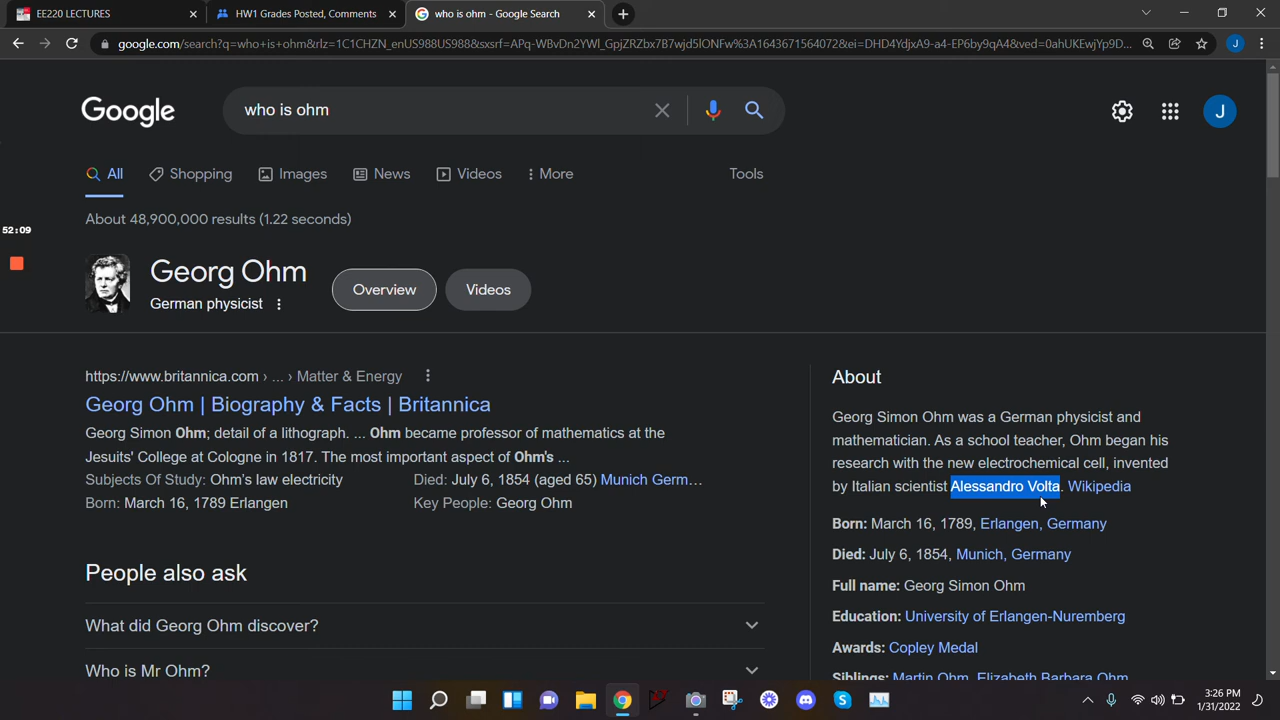 EE220 LECTURES
HW1 Grades Posted, Comments
who is ohm - Google Search
google.com/search?q=who+is+ohm&rlz=1C1CHZN_enUS988US988&sxsrf=APq-WBvDn2YWl_GpjZRZbx7B7wjd5lONFw%3A1643671564072&ei=DHD4YdjxA9-a4-EP6by9qA4&ved=0ahUKEwjYp9D...
Google
who is ohm
J
All
Shopping
Images
News
Videos
More
Tools
About 48,900,000 results (1.22 seconds)
52:09
Georg Ohm
German physicist
Overview
Videos
https://www.britannica.com › ... › Matter & Energy
Georg Ohm | Biography & Facts | Britannica
Georg Simon Ohm; detail of a lithograph. ... Ohm became professor of mathematics at the
Jesuits' College at Cologne in 1817. The most important aspect of Ohm's ...
Subjects Of Study: Ohm's law electricity
Died: July 6, 1854 (aged 65) Munich Germ...
Born: March 16, 1789 Erlangen
Key People: Georg Ohm
People also ask
What did Georg Ohm discover?
Who is Mr Ohm?
About
Georg Simon Ohm was a German physicist and
mathematician. As a school teacher, Ohm began his
research with the new electrochemical cell, invented
by Italian scientist Alessandro Volta. Wikipedia
Born: March 16, 1789, Erlangen, Germany
Died: July 6, 1854, Munich, Germany
Full name: Georg Simon Ohm
Education: University of Erlangen-Nuremberg
Awards: Copley Medal
Siblings: Martin Ohm, Elizabeth Barbara Ohm
3:26 PM
1/31/2022